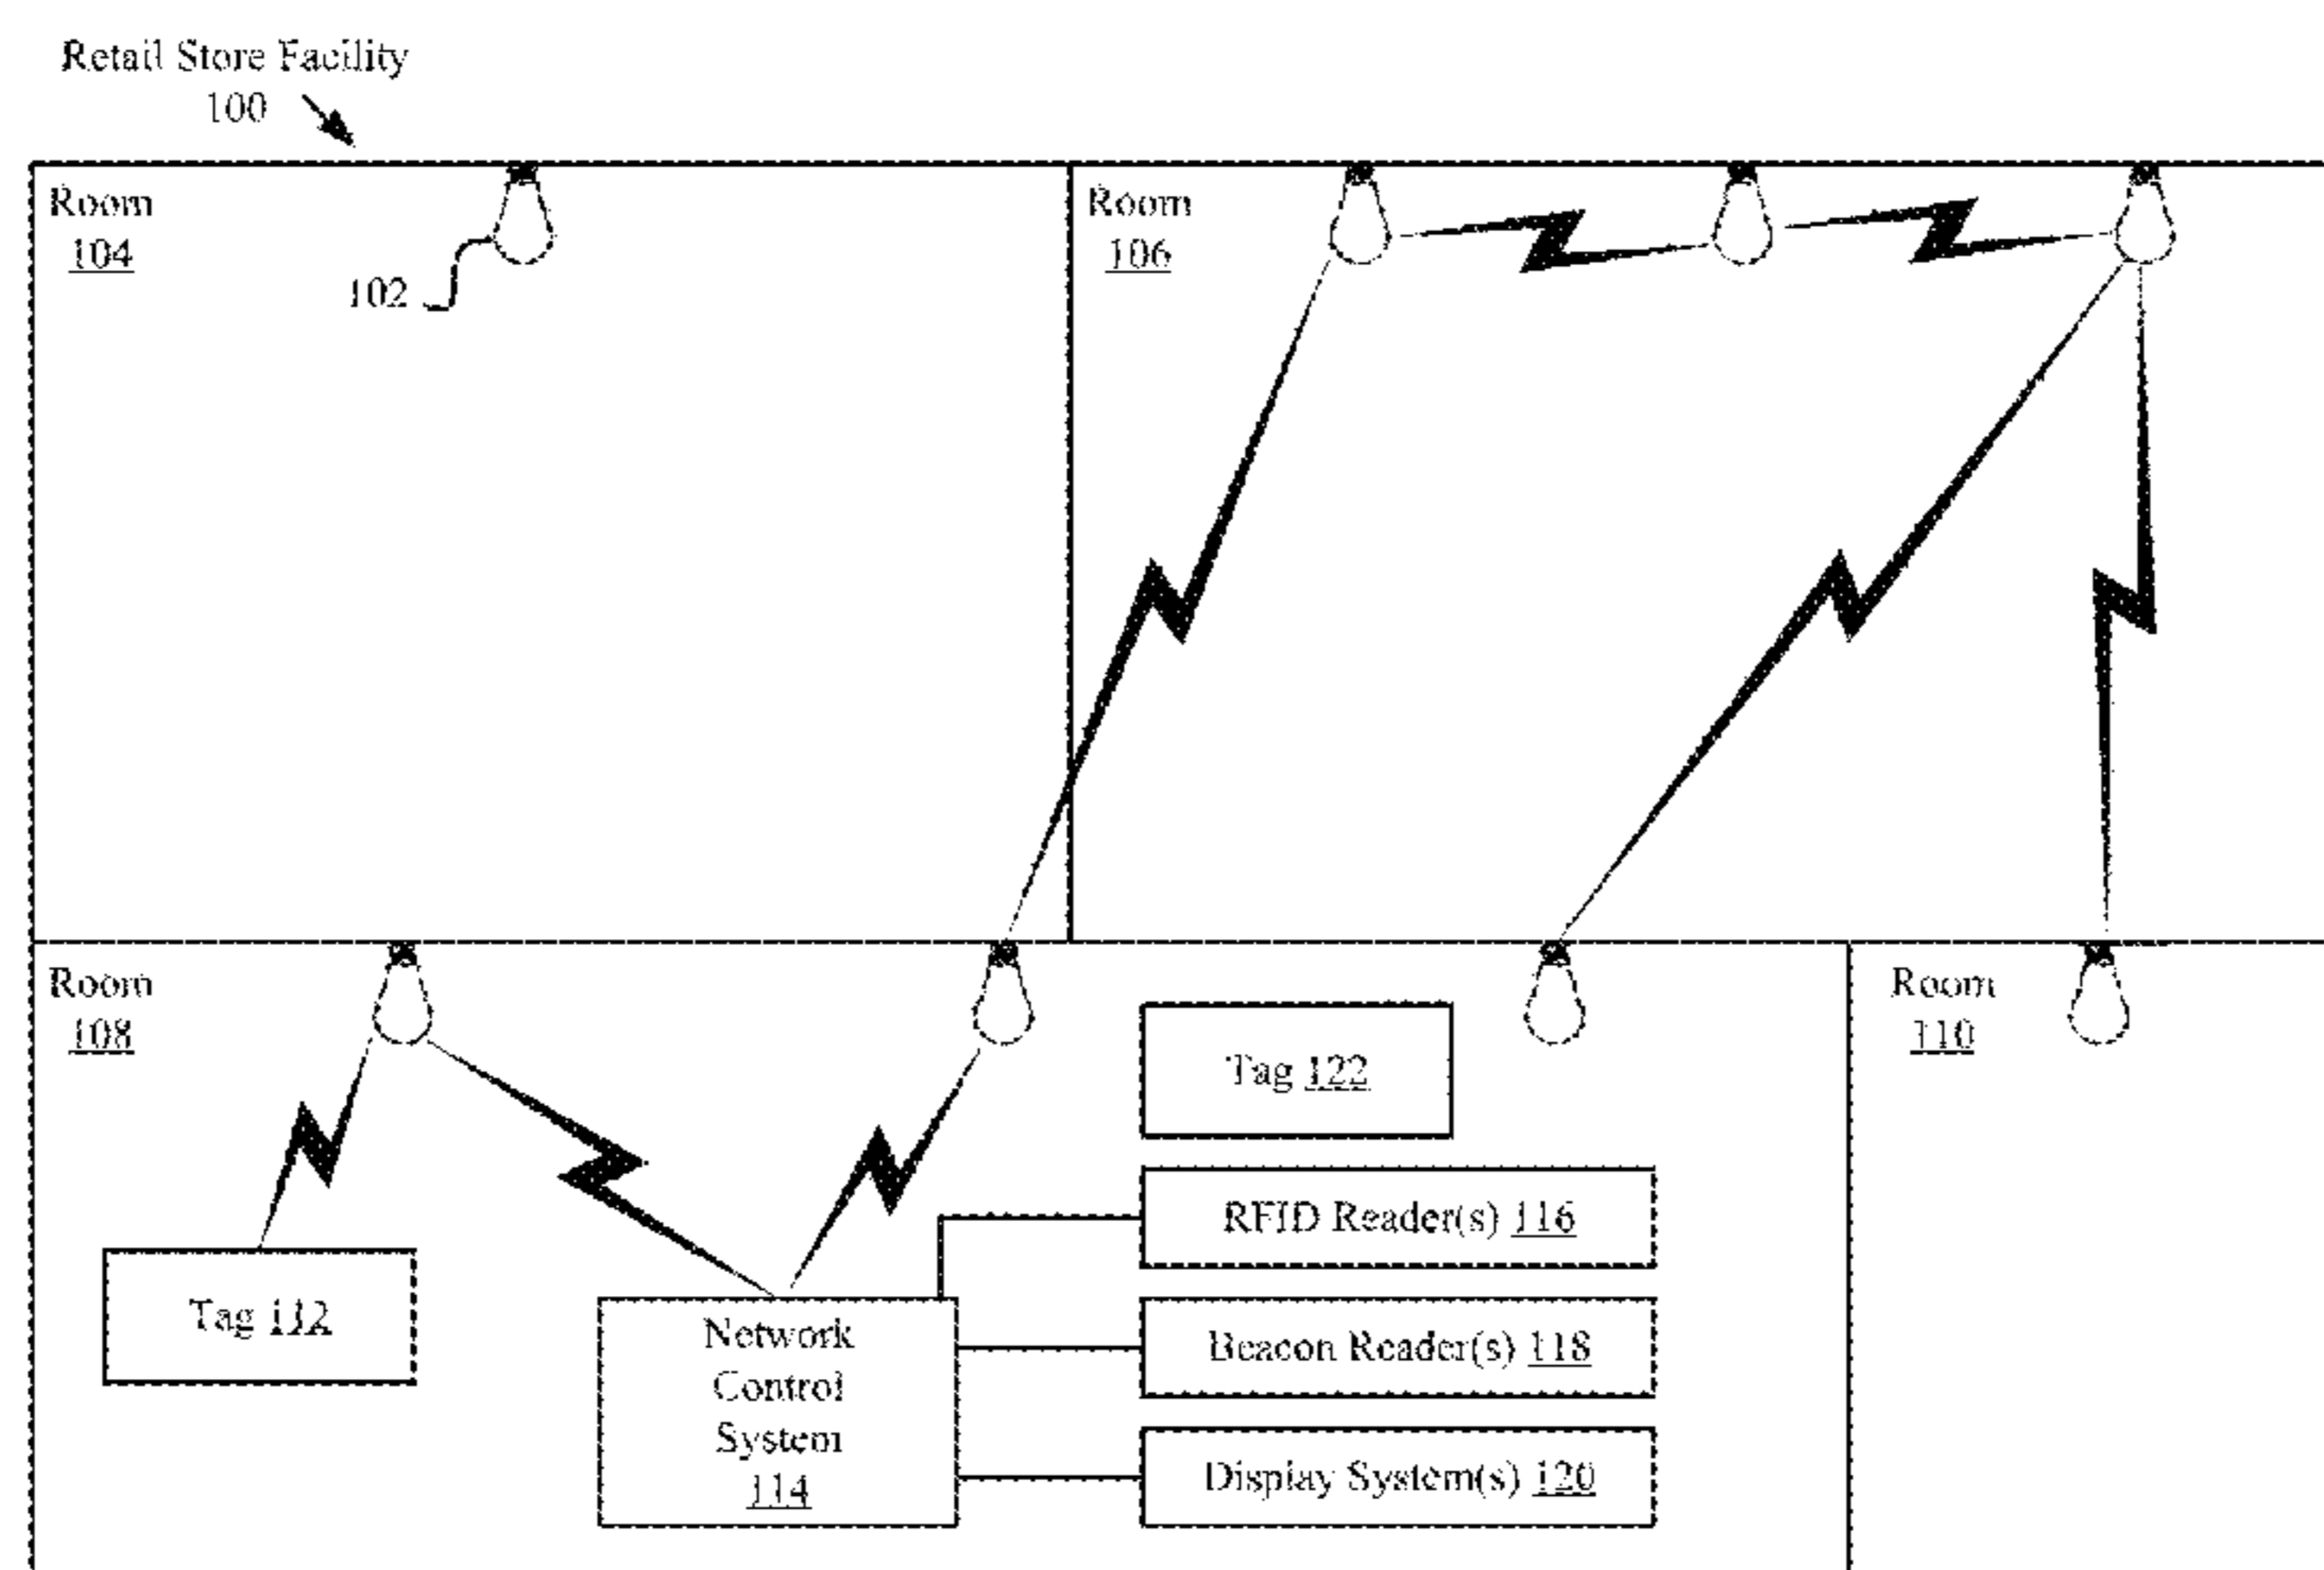 Retail Store Facility
100
Room
104
102
Room
106
Room
108
Tag 122
Room
110
RFID Reader(s) 116
Tag 112
Network
Control
System
114
Beacon Reader(s) 118
Display System(s) 120